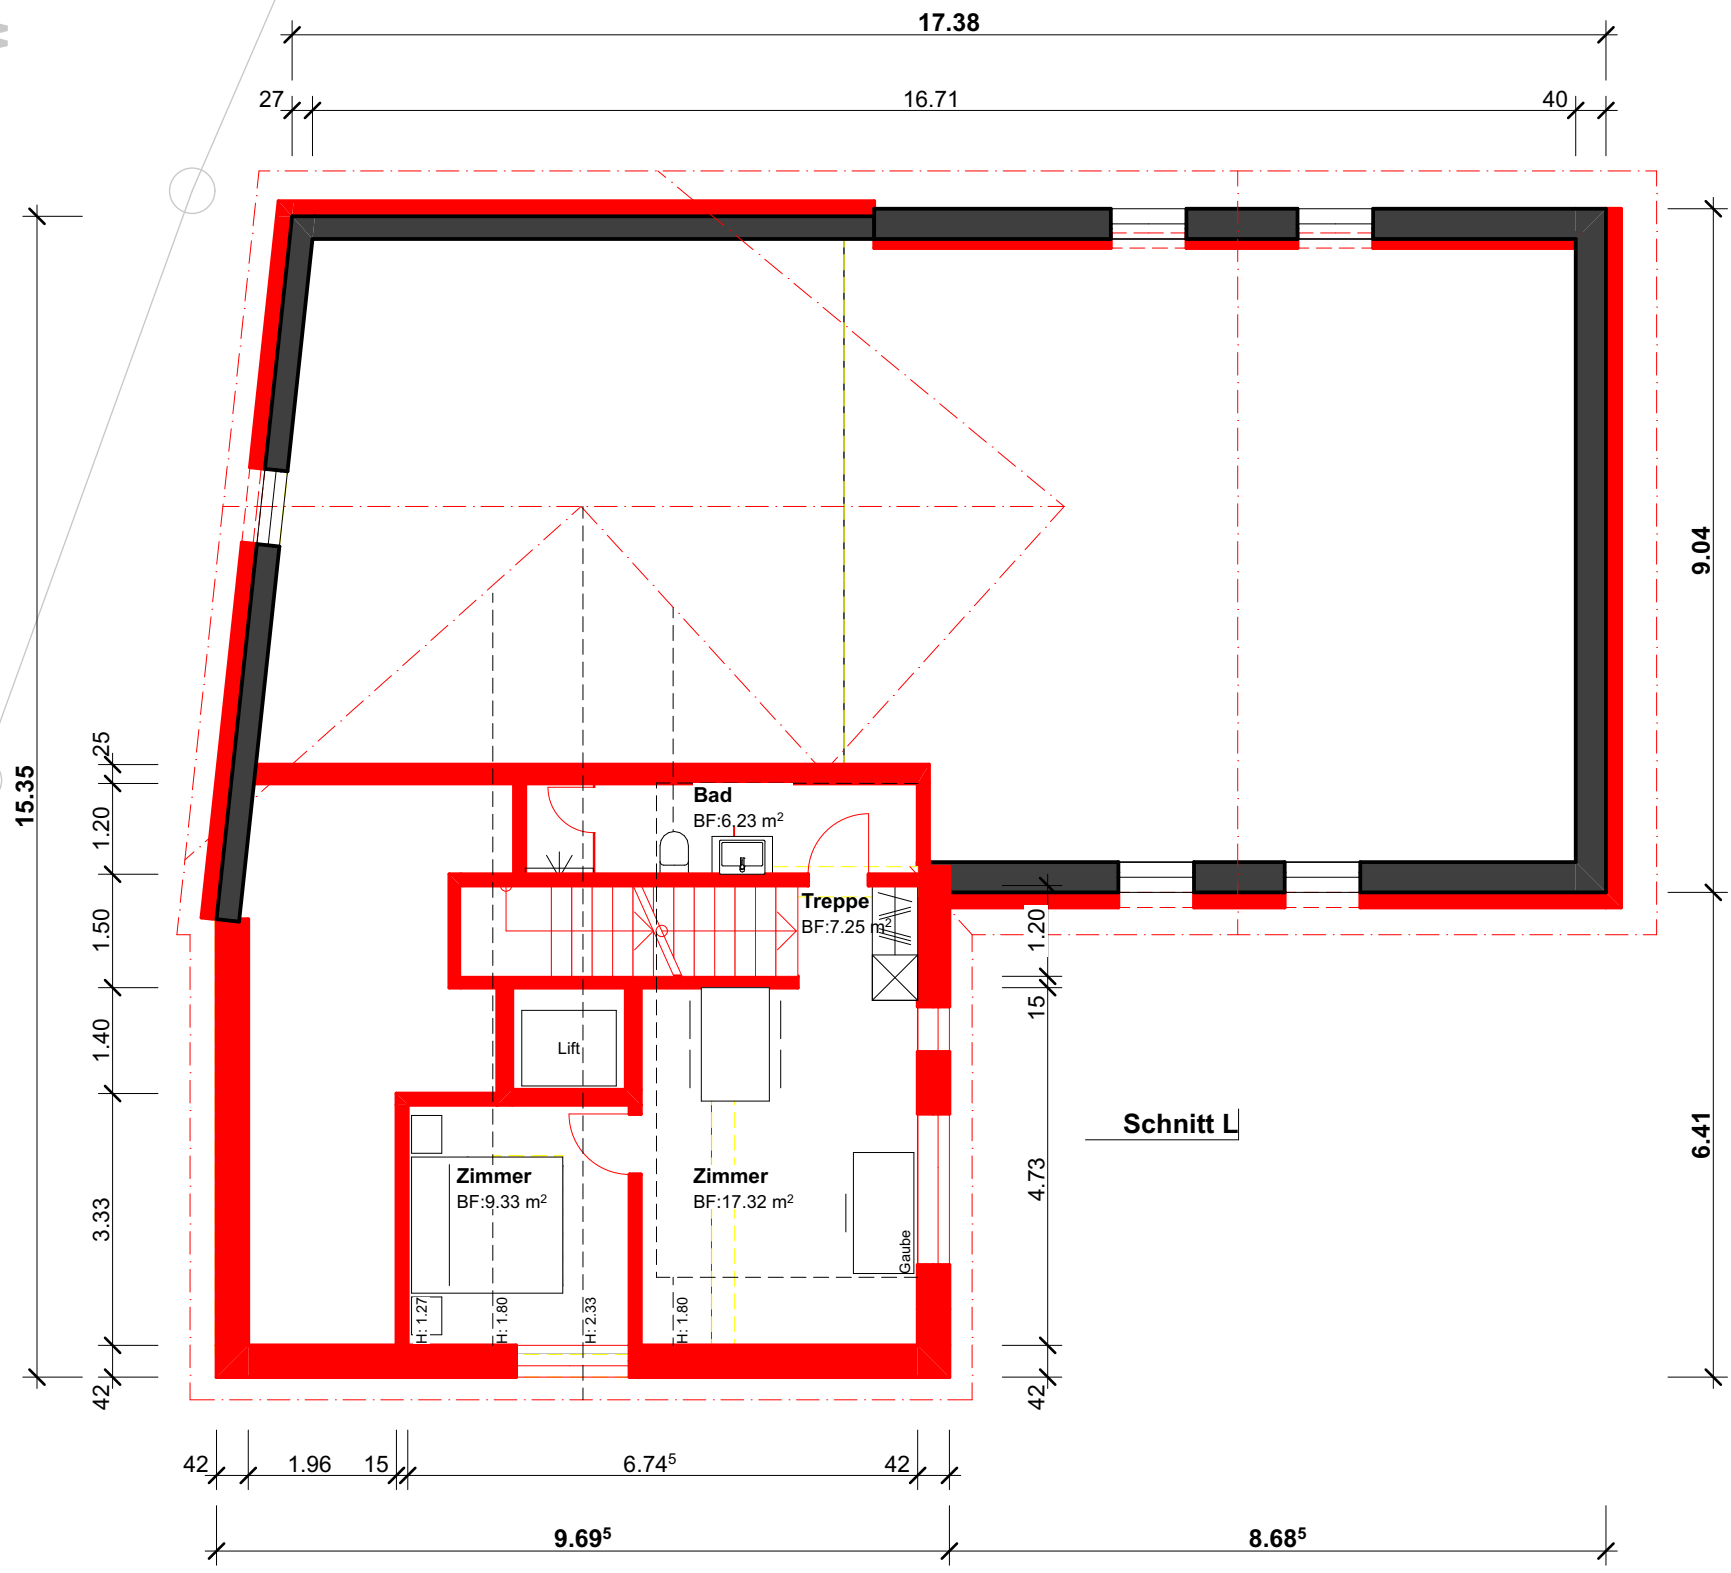 17.38
27
16.71
40
W
15.35
25
1.20
1.50
1.40
3.33
42
9.04
6.41
Bad
BF:6.23 m²
Treppe
BF:7.25 m²
1.20
15
4.73
42
Lift
Schnitt L
Zimmer
BF:9.33 m²
Zimmer
BF:17.32 m²
Gaube
H: 1.27
H: 1.80
H: 2.33
H: 1.80
42
1.96
15
6.74⁵
42
9.69⁵
8.68⁵